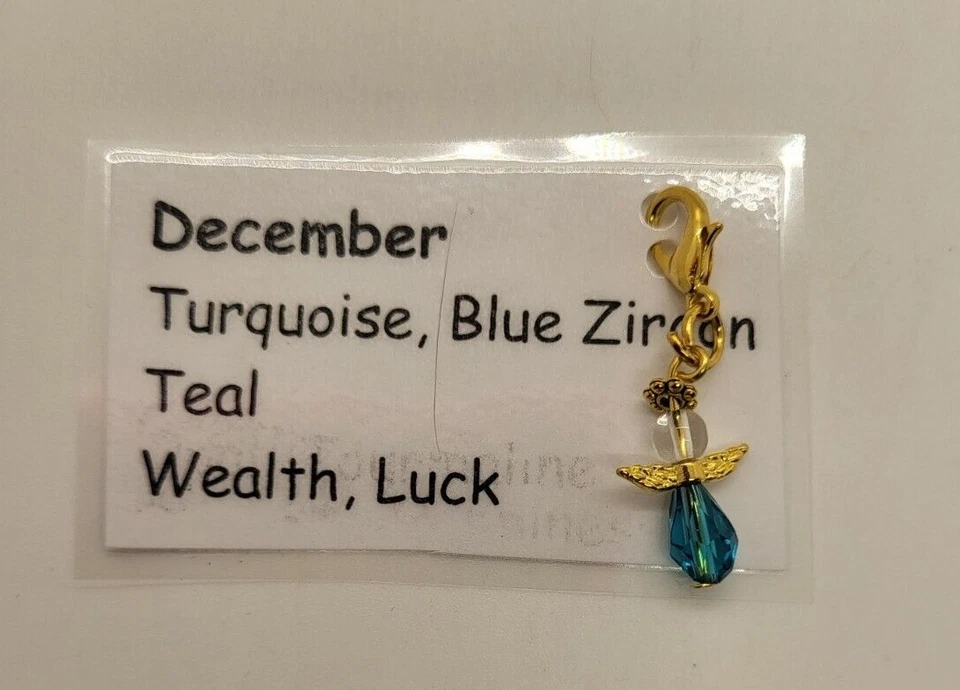 December
Turquoise, Blue Zircon
Teal
Wealth, Luck